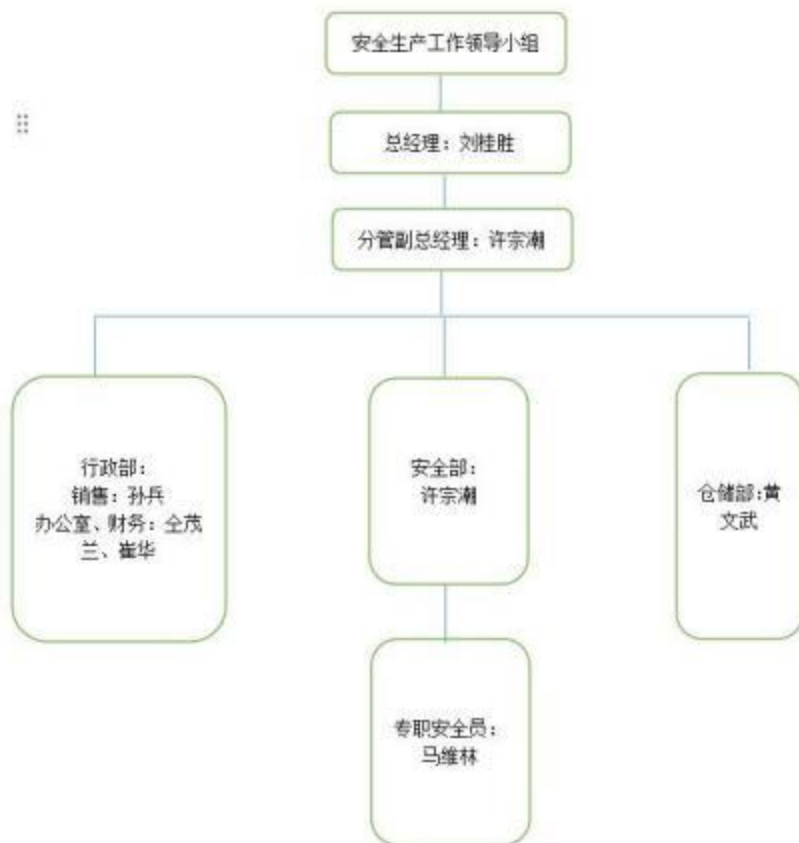 安全生产工作领导小组
总经理：刘桂胜
分管副总经理：许宗潮
行政部：
销售：孙兵
办公室、财务：仝茂
兰、崔华
安全部：
许宗潮
仓储部:黄
文武
专职安全员：
马维林